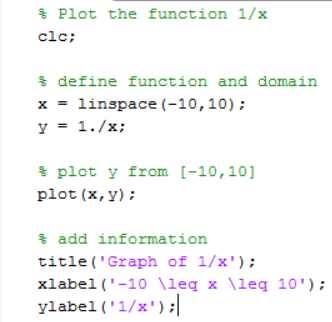 % Plot the function 1/x
clc;
% define function and domain
x = linspace(-10,10);
y = 1./x;
% plot y from [-10,10]
plot(x,y);
% add information
title('Graph of 1/x');
xlabel('-10 \leq x \leq 10');
ylabel('1/x');